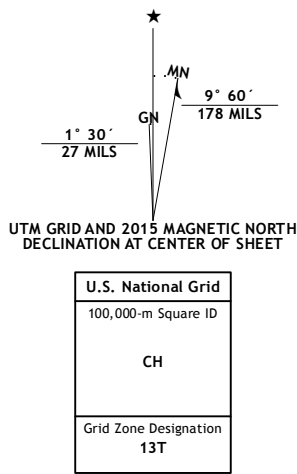 MN
GN
9° 60´
178 MILS
1° 30´
27 MILS
UTM GRID AND 2015 MAGNETIC NORTH
DECLINATION AT CENTER OF SHEET
U.S. National Grid
100,000-m Square ID
CH
Grid Zone Designation
13T